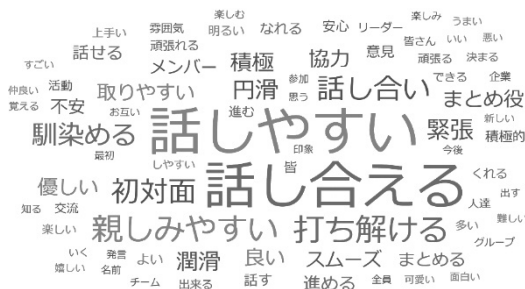 楽しむ
楽しみ
上手い
雰囲気
なれる
安心
リーダー
うまい
話せる
明るい
皆さん
いい
悪い
すごい
頑張れる
協力
意見
頑張る
決まる
メンバー
積極
仲良い
活動
取りやすい
円滑
参加
話し合い
できる
企業
覚える
不安
お互い
進む
思う
まとめ役
馴染める
話しやすい
緊張
新しい
積極的
最初
しやすい
印象
今後
優しい
初対面
皆
話し合える
くれる
出す
知る
交流
人達
難しい
楽しい
親しみやすい
打ち解ける
多い
グループ
いく
発言
よい
潤滑
良い
スムーズ
まとめる
嬉しい
名前
チーム
出来る
話す
進める
全員
可愛い
面白い